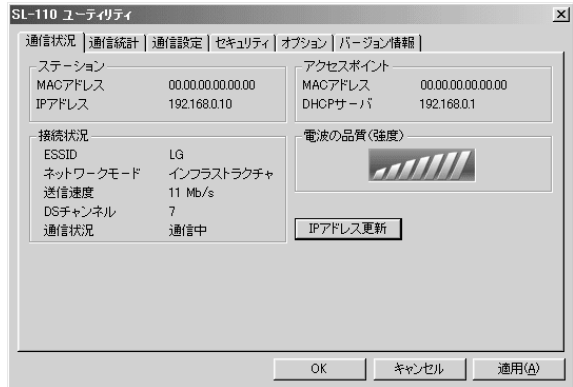 SL-110 ユーティリティ
通信状況 通信統計 通信設定 セキュリティ オプション バージョン情報
ステーション
MACアドレス 00.00.00.00.00.00
IPアドレス 192.168.0.10
アクセスポイント
MACアドレス 00.00.00.00.00.00
DHCPサーバ 192.168.0.1
接続状況
ESSID LG
ネットワークモード インフラストラクチャ
送信速度 11 Mb/s
DSチャンネル 7
通信状況 通信中
電波の品質(強度)
IPアドレス更新
OK キャンセル 適用(A)